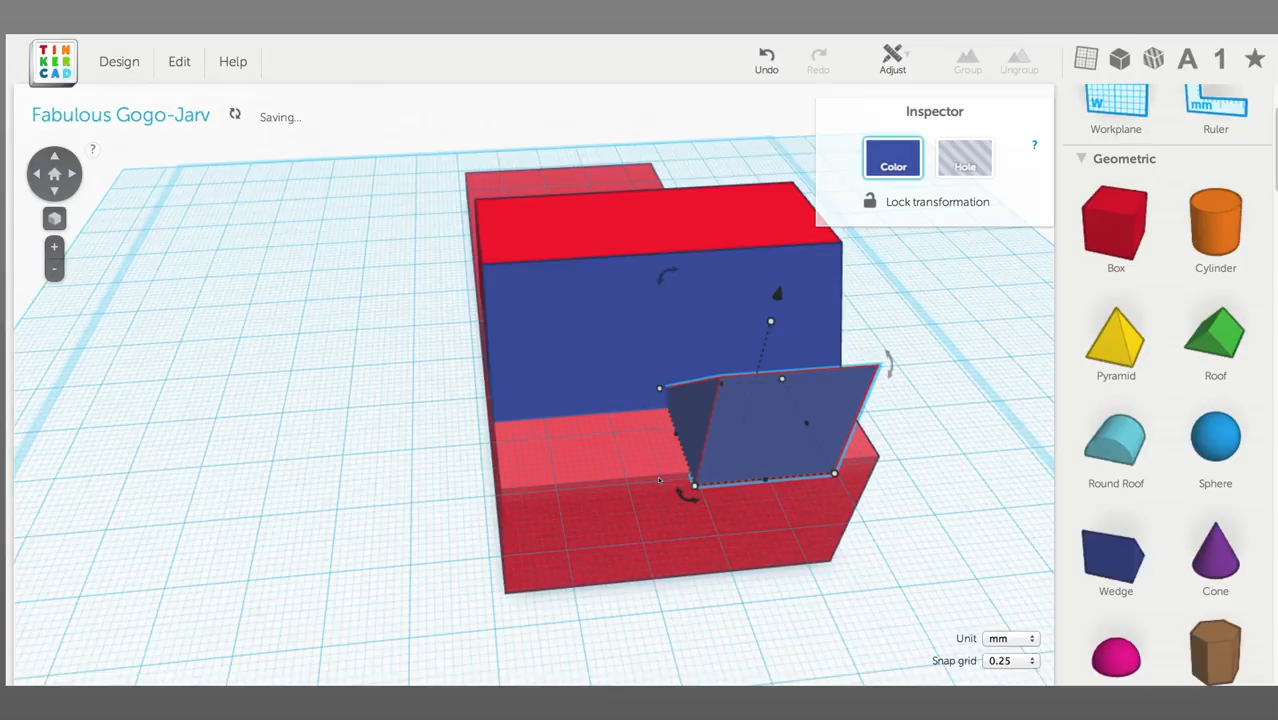 TIN
KER
CAD
Design
Edit
Help
Undo
Redo
Adjust
Group
Ungroup
A
1
Fabulous Gogo-Jarv
Saving...
?
+
-
Inspector
Color
Hole
?
Lock transformation
W
mm
Workplane
Ruler
Geometric
Box
Cylinder
Pyramid
Roof
Round Roof
Sphere
Wedge
Cone
Unit
mm
Snap grid
0.25